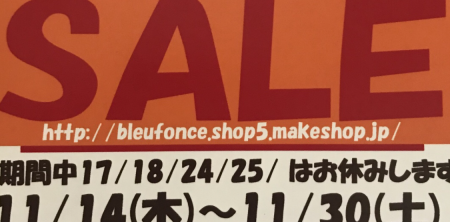 SALE
http://bleufonce.shop5.makeshop.jp/
期間中17/18/24/25/はお休みします
11/14(木)～11/30(土)